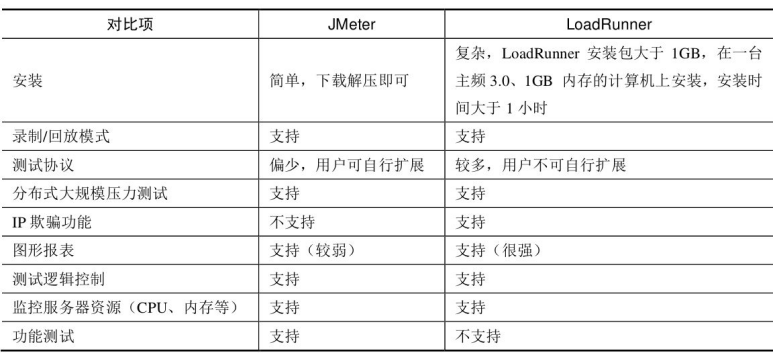 对比项 JMeter LoadRunner
安装 简单，下载解压即可 复杂，LoadRunner 安装包大于 1GB，在一台
主频 3.0、1GB 内存的计算机上安装，安装时
间大于 1 小时
录制/回放模式 支持 支持
测试协议 偏少，用户可自行扩展 较多，用户不可自行扩展
分布式大规模压力测试 支持 支持
IP 欺骗功能 不支持 支持
图形报表 支持（较弱） 支持（很强）
测试逻辑控制 支持 支持
监控服务器资源（CPU、内存等） 支持 支持
功能测试 支持 不支持